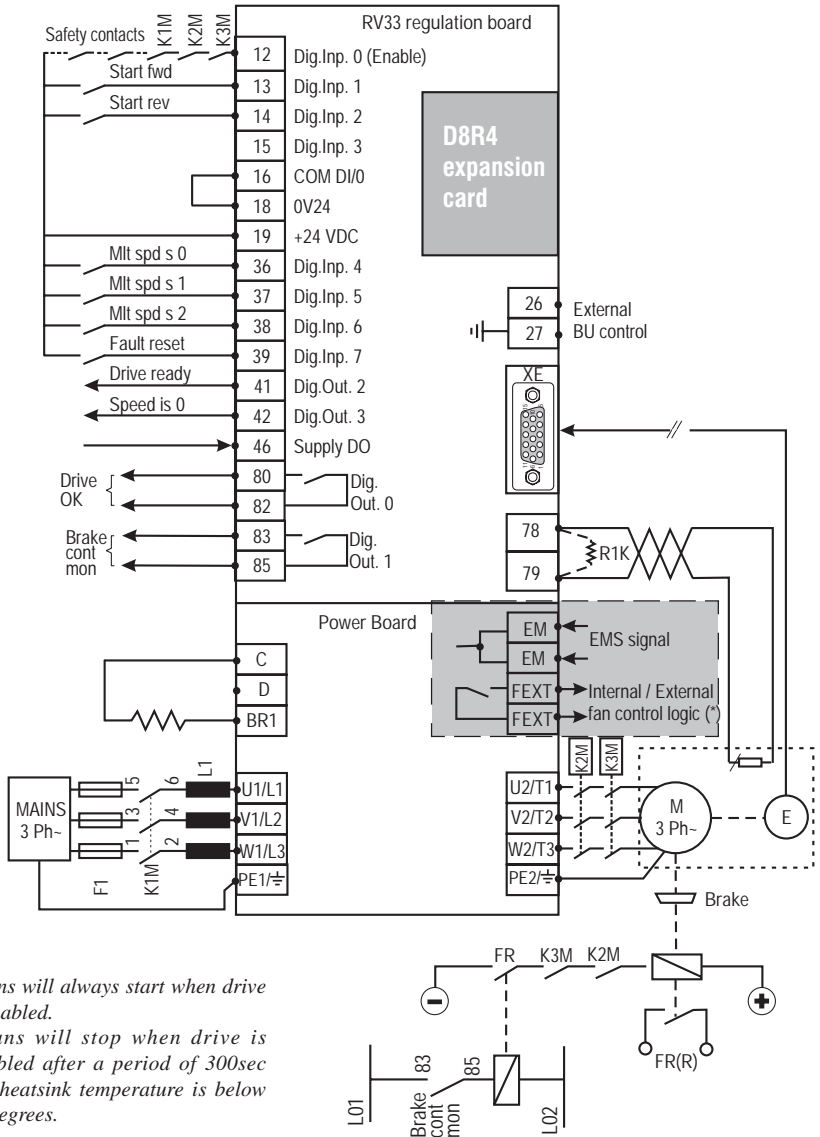 RV33 regulation board
Safety contacts
K1M
K2M
K3M
12 Dig.Inp. 0 (Enable)
Start fwd
13 Dig.Inp. 1
Start rev
14 Dig.Inp. 2
15 Dig.Inp. 3
16 COM DI/0
18 0V24
19 +24 VDC
Mlt spd s 0
36 Dig.Inp. 4
Mlt spd s 1
37 Dig.Inp. 5
Mlt spd s 2
38 Dig.Inp. 6
Fault reset
39 Dig.Inp. 7
Drive ready
41 Dig.Out. 2
Speed is 0
42 Dig.Out. 3
46 Supply DO
Drive
OK
80
82
Dig.
Out. 0
Brake
cont
mon
83
85
Dig.
Out. 1
D8R4
expansion
card
26
27
External
BU control
XE
78
79
R1K
Power Board
EM
EM
EMS signal
FEXT
FEXT
Internal / External
fan control logic (*)
C
D
BR1
MAINS
3 Ph~
F1
5
3
1
K1M
6
4
2
L1
U1/L1
V1/L2
W1/L3
PE1/
U2/T1
V2/T2
W2/T3
PE2/
K2M
K3M
M
3 Ph~
E
Brake
FR
K3M
K2M
-
+
FR(R)
L01
83
85
Brake
cont
mon
L02
ns will always start when drive
abled.
ans will stop when drive is
bled after a period of 300sec
heatsink temperature is below
egrees.